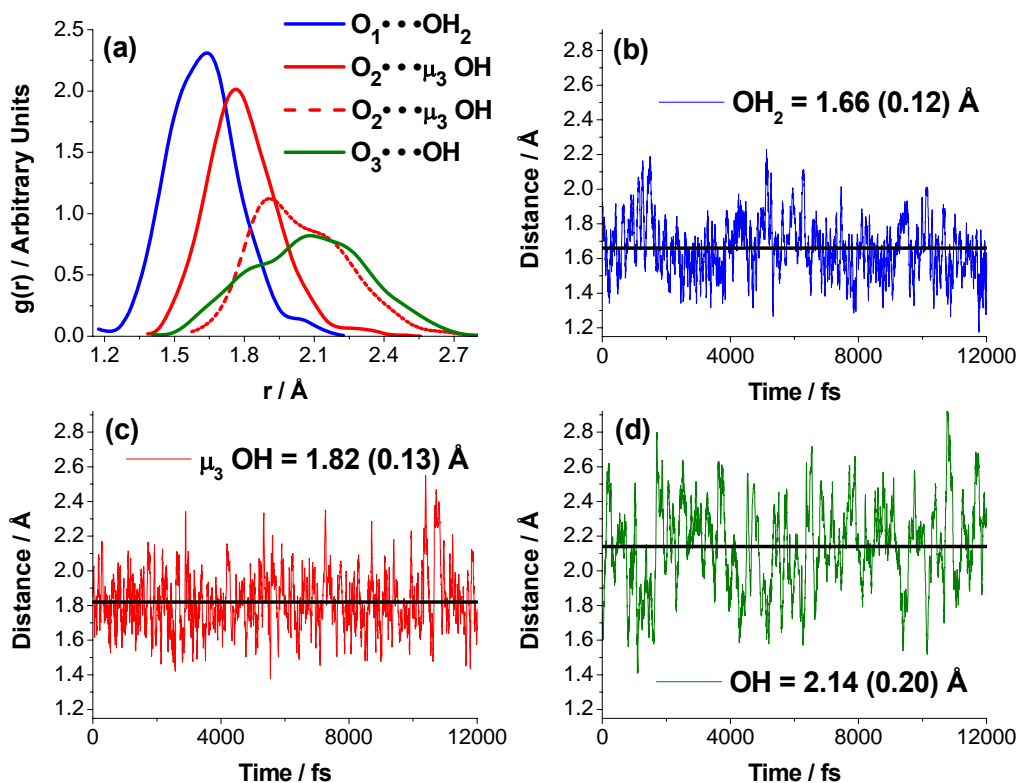 (a)
O₁•••OH₂
O₂•••μ₃ OH
O₂•••μ₃ OH
O₃•••OH
g(r) / Arbitrary Units
2.5
2.0
1.5
1.0
0.5
0.0
1.2 1.5 1.8 2.1 2.4 2.7
r / Å
(b)
OH₂ = 1.66 (0.12) Å
Distance / Å
2.8
2.6
2.4
2.2
2.0
1.8
1.6
1.4
1.2
0 4000 8000 12000
Time / fs
(c)
μ₃ OH = 1.82 (0.13) Å
Distance / Å
2.8
2.6
2.4
2.2
2.0
1.8
1.6
1.4
1.2
0 4000 8000 12000
Time / fs
(d)
Distance / Å
2.8
2.6
2.4
2.2
2.0
1.8
1.6
1.4
1.2
OH = 2.14 (0.20) Å
0 4000 8000 12000
Time / fs